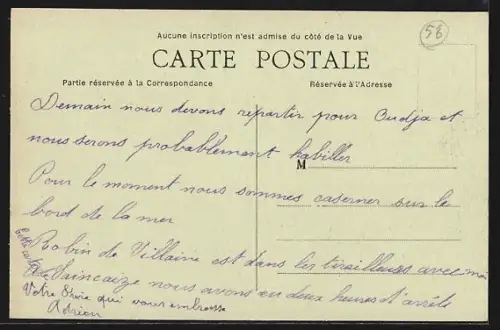 58
Aucune inscription n'est admise du côté de la Vue
CARTE POSTALE
Partie réservée à la Correspondance
Réservée à l'Adresse
Demain nous devons repartir pour Oudja et
nous serons probablement habiller
M
Pour le moment nous sommes caserner sur le
bord de la mer
Robin de Villaine est dans les tirailleurs avec moi
A Saincaize nous avons eu deux heures d'arrête
Votre qui vous embrasse
Adrien